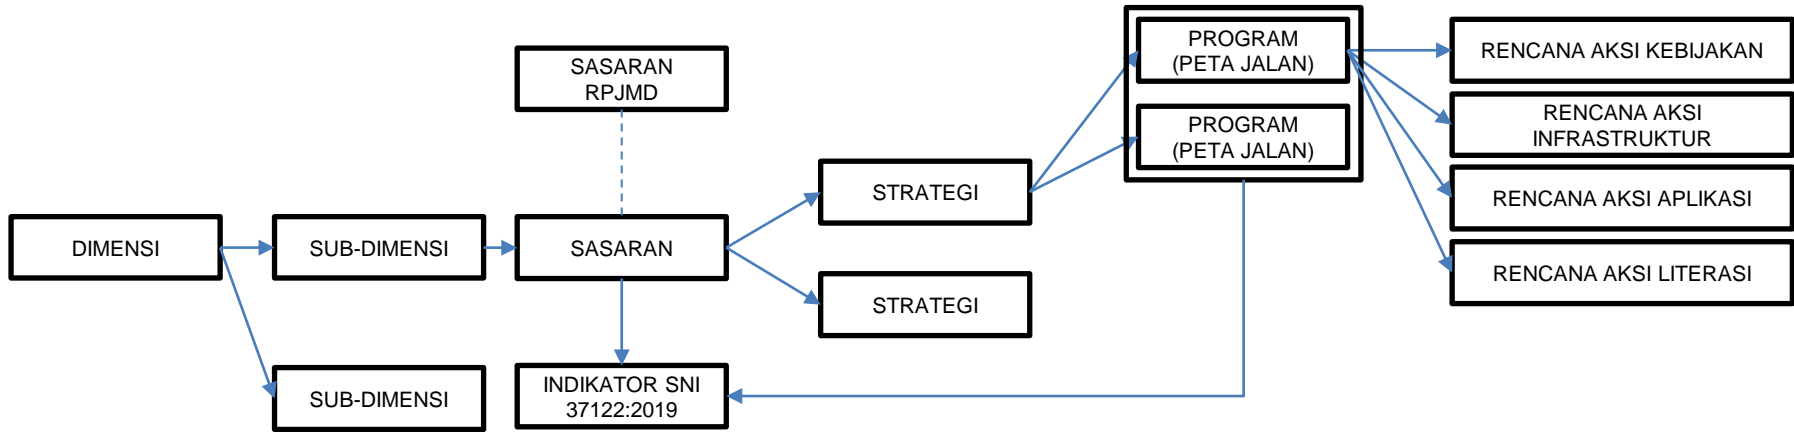 DIMENSI
SUB-DIMENSI
SUB-DIMENSI
SASARAN
RPJMD
SASARAN
INDIKATOR SNI
37122:2019
STRATEGI
STRATEGI
PROGRAM
(PETA JALAN)
PROGRAM
(PETA JALAN)
RENCANA AKSI KEBIJAKAN
RENCANA AKSI
INFRASTRUKTUR
RENCANA AKSI APLIKASI
RENCANA AKSI LITERASI